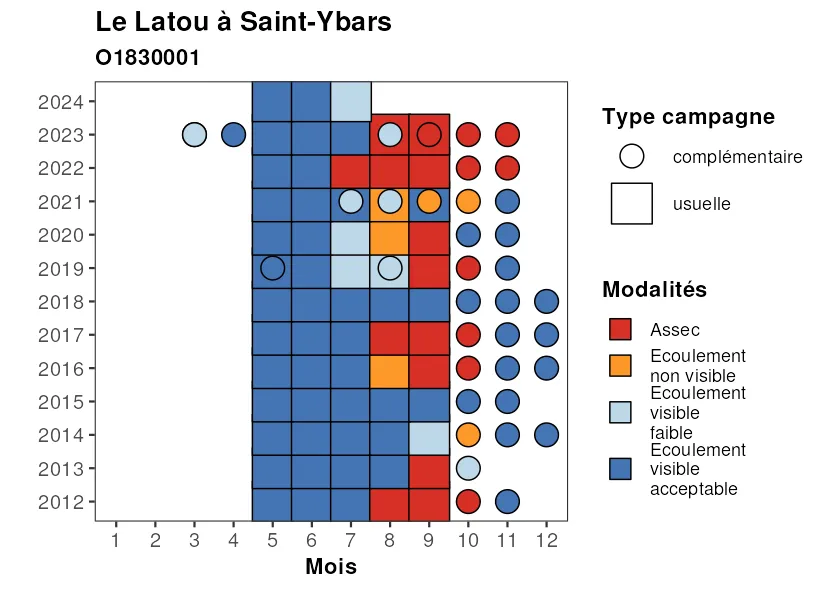 Le Latou à Saint-Ybars
O1830001
2024
2023
2022
2021
2020
2019
2018
2017
2016
2015
2014
2013
2012
1 2 3 4 5 6 7 8 9 10 11 12
Mois
Type campagne
complémentaire
usuelle
Modalités
Assec
Ecoulement
non visible
Ecoulement
visible
faible
Ecoulement
visible
acceptable